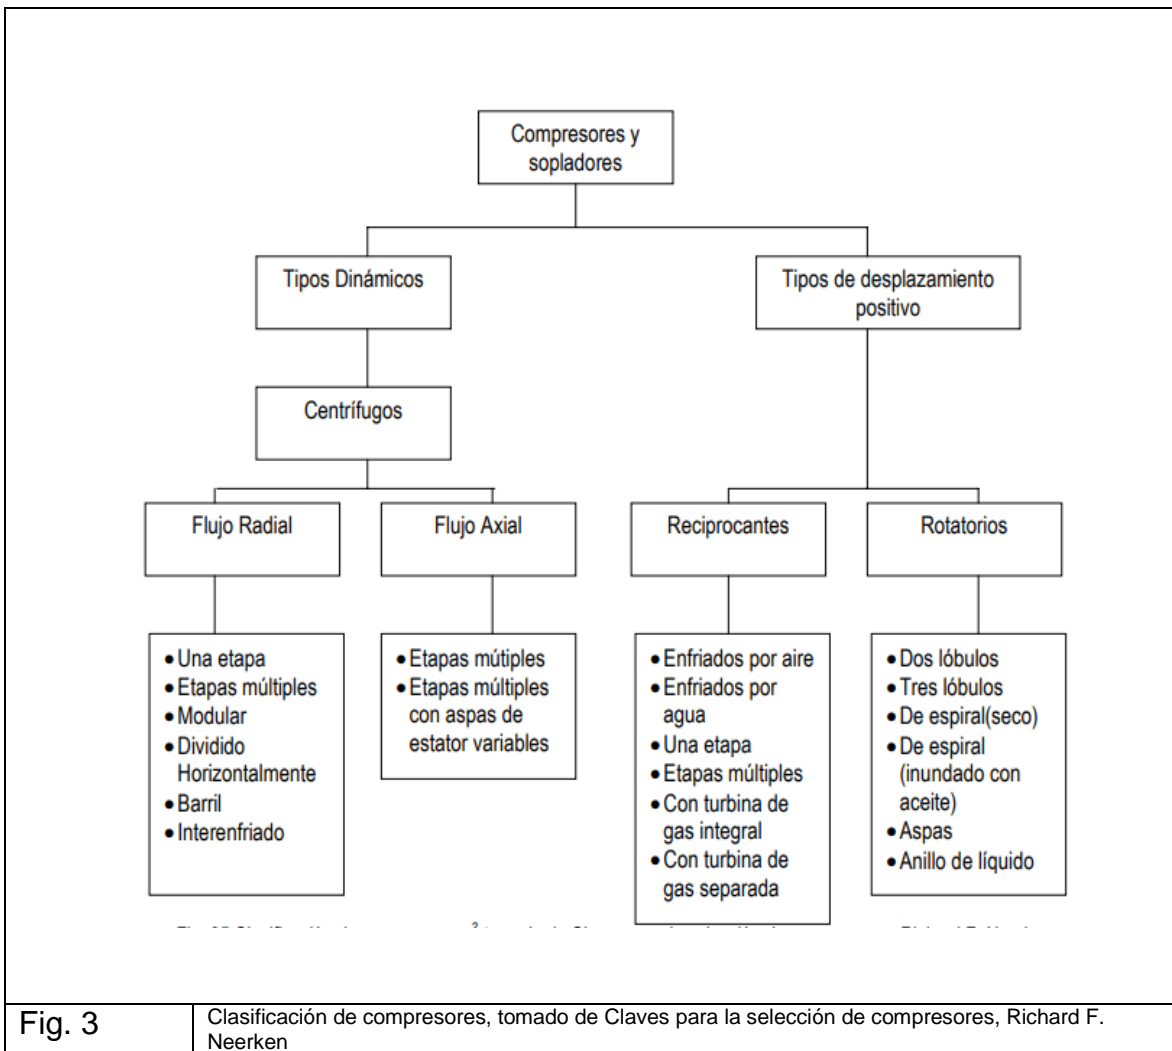 Compresores y
sopladores
Tipos Dinámicos
Tipos de desplazamiento
positivo
Centrífugos
Flujo Radial
Flujo Axial
Reciprocantes
Rotatorios
• Una etapa
• Etapas múltiples
• Modular
• Dividido
Horizontalmente
• Barril
• Interenfriado
• Etapas mútiples
• Etapas múltiples
con aspas de
estator variables
• Enfriados por aire
• Enfriados por
agua
• Una etapa
• Etapas múltiples
• Con turbina de
gas integral
• Con turbina de
gas separada
• Dos lóbulos
• Tres lóbulos
• De espiral(seco)
• De espiral
(inundado con
aceite)
• Aspas
• Anillo de líquido
Fig. 3
Clasificación de compresores, tomado de Claves para la selección de compresores, Richard F.
Neerken